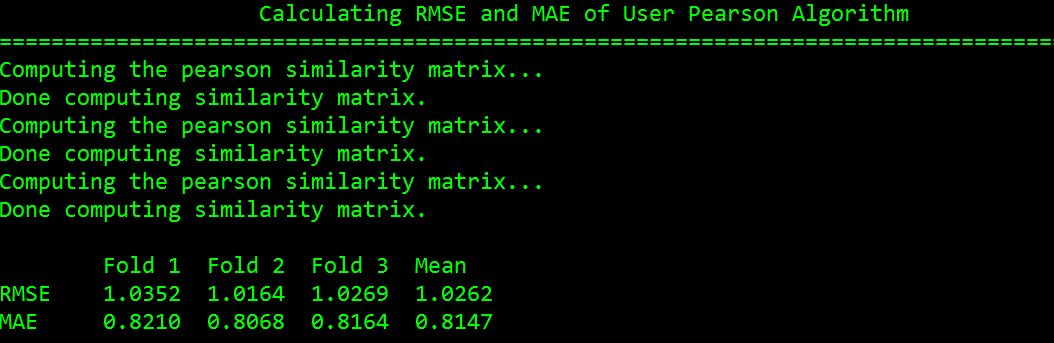 Calculating RMSE and MAE of User Pearson Algorithm
=================================================================================
Computing the pearson similarity matrix...
Done computing similarity matrix.
Computing the pearson similarity matrix...
Done computing similarity matrix.
Computing the pearson similarity matrix...
Done computing similarity matrix.
Fold 1 Fold 2 Fold 3 Mean
RMSE 1.0352 1.0164 1.0269 1.0262
MAE 0.8210 0.8068 0.8164 0.8147